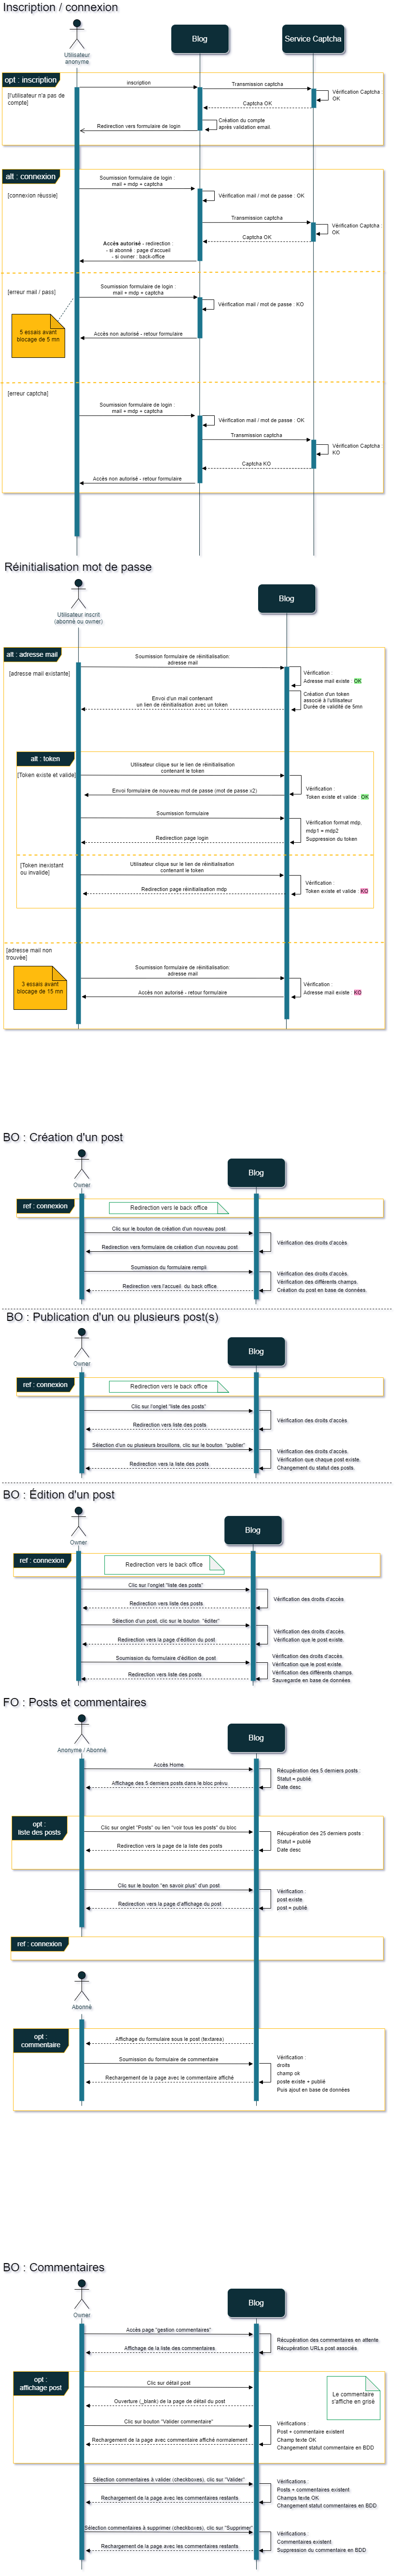 Inscription / connexion
Utilisateur
anonyme
Blog
Service Captcha
opt : inscription
[l'utilisateur n'a pas de
compte]
inscription
Transmission captcha
Vérification Captcha :
OK
Captcha OK
Création du compte
après validation email.
Redirection vers formulaire de login
alt : connexion
[connexion réussie]
Soumission formulaire de login :
mail + mdp + captcha
Vérification mail / mot de passe : OK
Transmission captcha
Vérification Captcha :
OK
Captcha OK
Accès autorisé - redirection :
- si abonné : page d'accueil
- si owner : back-office
[erreur mail / pass]
Soumission formulaire de login :
mail + mdp + captcha
Vérification mail / mot de passe : KO
5 essais avant
blocage de 5 mn
Accès non autorisé - retour formulaire
[erreur captcha]
Soumission formulaire de login :
mail + mdp + captcha
Vérification mail / mot de passe : OK
Transmission captcha
Vérification Captcha :
KO
Captcha KO
Accès non autorisé - retour formulaire
Réinitialisation mot de passe
Utilisateur inscrit
(abonné ou owner)
Blog
alt : adresse mail
[adresse mail existante]
Soumission formulaire de réinitialisation :
adresse mail
Vérification :
Adresse mail existe : OK
Création d'un token
associé à l'utilisateur
Durée de validité de 5mn
Envoi d'un mail contenant
un lien de réinitialisation avec un token
alt : token
[Token existe et valide]
Utilisateur clique sur le lien de réinitialisation
contenant le token
Vérification :
Token existe et valide : OK
Envoi formulaire de nouveau mot de passe (mot de passe x2)
Soumission formulaire
Vérification format mdp,
mdp1 = mdp2
Suppression du token
Redirection page login
[Token inexistant
ou invalide]
Utilisateur clique sur le lien de réinitialisation
contenant le token
Vérification :
Token existe et valide : KO
Redirection page réinitialisation mdp
[adresse mail non
trouvée]
Soumission formulaire de réinitialisation :
adresse mail
3 essais avant
blocage de 15 mn
Vérification :
Adresse mail existe : KO
Accès non autorisé - retour formulaire
BO : Création d'un post
Owner
Blog
ref : connexion
Redirection vers le back office
Clic sur le bouton de création d'un nouveau post.
Vérification des droits d'accès.
Redirection vers formulaire de création d'un nouveau post
Soumission du formulaire rempli.
Vérification des droits d'accès.
Vérification des différents champs.
Création du post en base de données.
Redirection vers l'accueil du back office.
BO : Publication d'un ou plusieurs post(s)
Owner
Blog
ref : connexion
Redirection vers le back office
Clic sur l'onglet "liste des posts"
Vérification des droits d'accès.
Redirection vers liste des posts
Sélection d'un ou plusieurs brouillons, clic sur le bouton "publier"
Vérification des droits d'accès.
Vérification que chaque post existe.
Changement du statut des posts.
Redirection vers la liste des posts
BO : Édition d'un post
Owner
Blog
ref : connexion
Redirection vers le back office
Clic sur l'onglet "liste des posts"
Vérification des droits d'accès.
Redirection vers liste des posts
Sélection d'un post, clic sur le bouton "éditer"
Vérification des droits d'accès.
Vérification que le post existe.
Redirection vers la page d'édition du post
Soumission du formulaire d'édition de post
Vérification des droits d'accès.
Vérification que le post existe.
Vérification des différents champs.
Sauvegarde en base de données.
Redirection vers liste des posts
FO : Posts et commentaires
Anonyme / Abonné
Blog
Accès Home
Récupération des 5 derniers posts :
Statut = publié
Date desc
Affichage des 5 derniers posts dans le bloc prévu
opt :
liste des posts
Clic sur onglet "Posts" ou lien "voir tous les posts" du bloc
Récupération des 25 derniers posts :
Statut = publié
Date desc
Redirection vers la page de la liste des posts
Clic sur le bouton "en savoir plus" d'un post
Vérification :
post existe
post = publié
Redirection vers la page d'affichage du post
ref : connexion
Abonné
opt :
commentaire
Affichage du formulaire sous le post (textarea)
Soumission du formulaire de commentaire
Vérification :
droits
champ ok
poste existe + publié
Puis ajout en base de données
Rechargement de la page avec le commentaire affiché
BO : Commentaires
Owner
Blog
Accès page "gestion commentaires"
Récupération des commentaires en attente.
Récupération URLs post associés.
Affichage de la liste des commentaires
opt :
affichage post
Clic sur détail post
Le commentaire
s'affiche en grisé
Ouverture (_blank) de la page de détail du post
Clic sur bouton "Valider commentaire"
Vérifications :
Post + commentaire existent
Champ texte OK
Changement statut commentaire en BDD
Rechargement de la page avec commentaire affiché normalement
Sélection commentaires à valider (checkboxes), clic sur "Valider"
Vérifications :
Posts + commentaires existent
Champs texte OK
Changement statut commentaires en BDD
Rechargement de la page avec les commentaires restants
Sélection commentaires à supprimer (checkboxes), clic sur "Supprimer"
Vérifications :
Commentaires existent
Suppression du commentaire en BDD
Rechargement de la page avec les commentaires restants